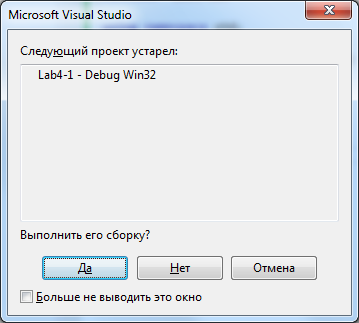 Microsoft Visual Studio
Следующий проект устарел:
Lab4-1 - Debug Win32
Выполнить его сборку?
Да
Нет
Отмена
Больше не выводить это окно